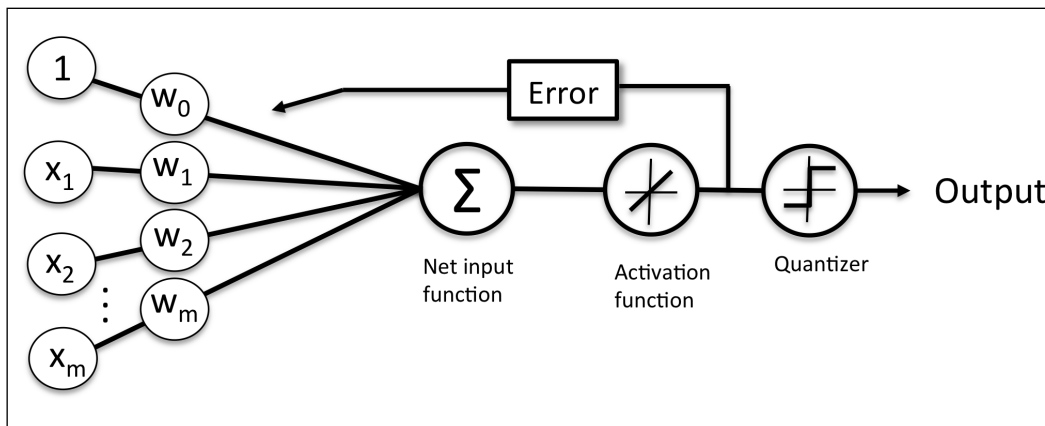 1
w0
Error
x1
w1
Σ
Output
x2
w2
Net input
function
Activation
function
Quantizer
⋮
wm
xm